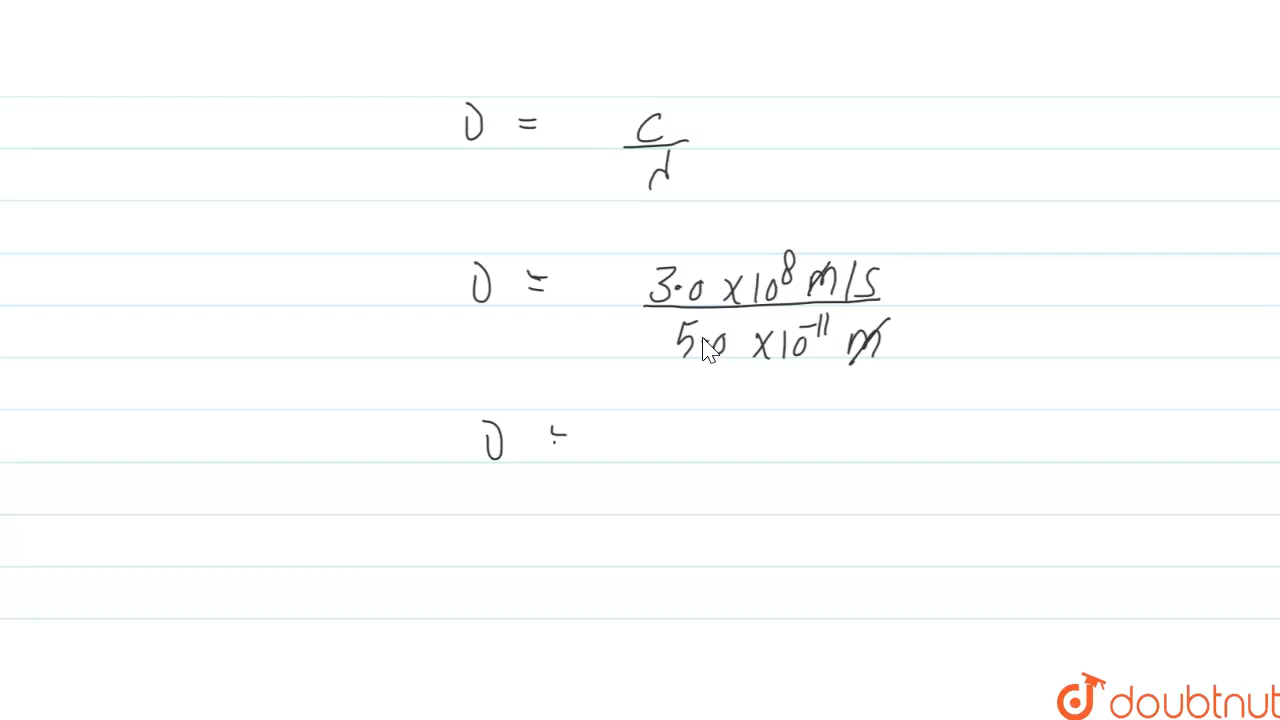 ν = c/λ
ν = 3.0 × 10⁸ m/s / 5.0 × 10⁻¹¹ m
ν =
doubtnut